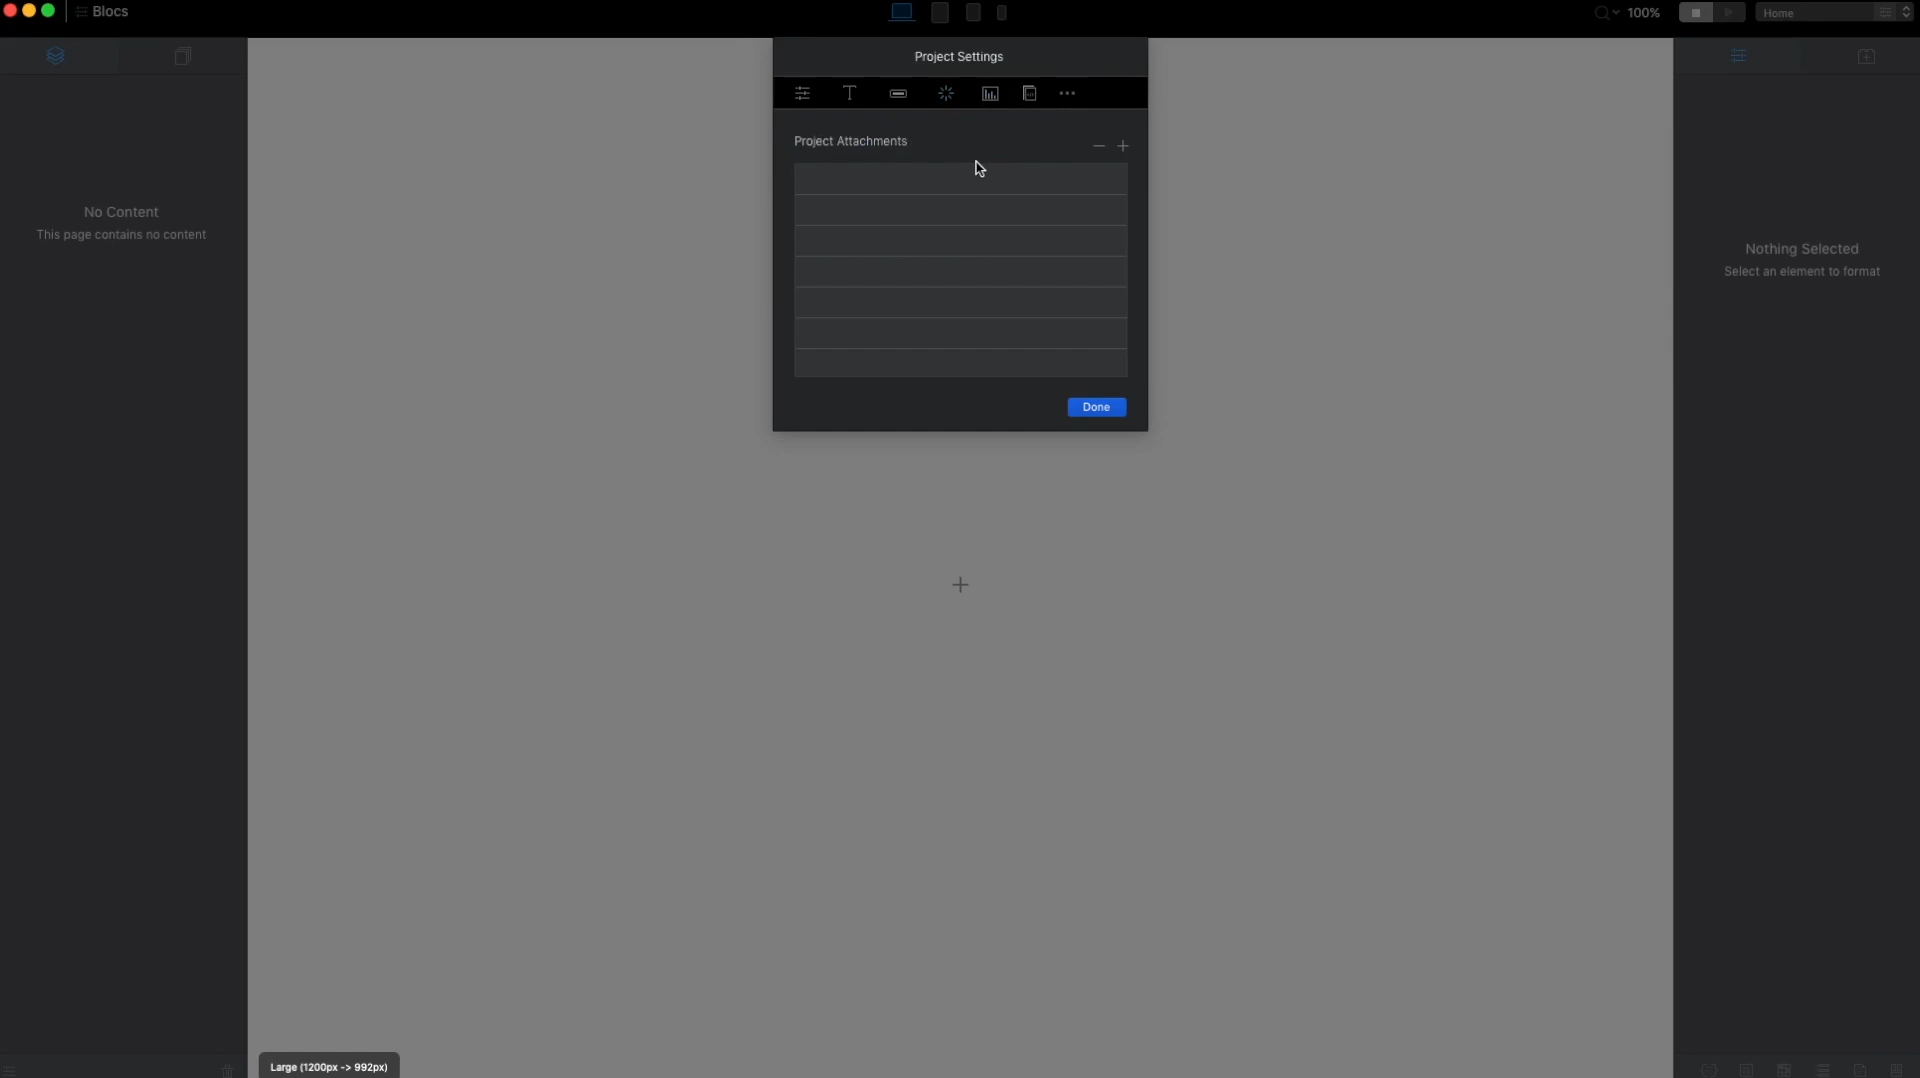 Blocs
100%
Home
Project Settings
Project Attachments
No Content
This page contains no content
Nothing Selected
Select an element to format
Done
Large (1200px -> 992px)